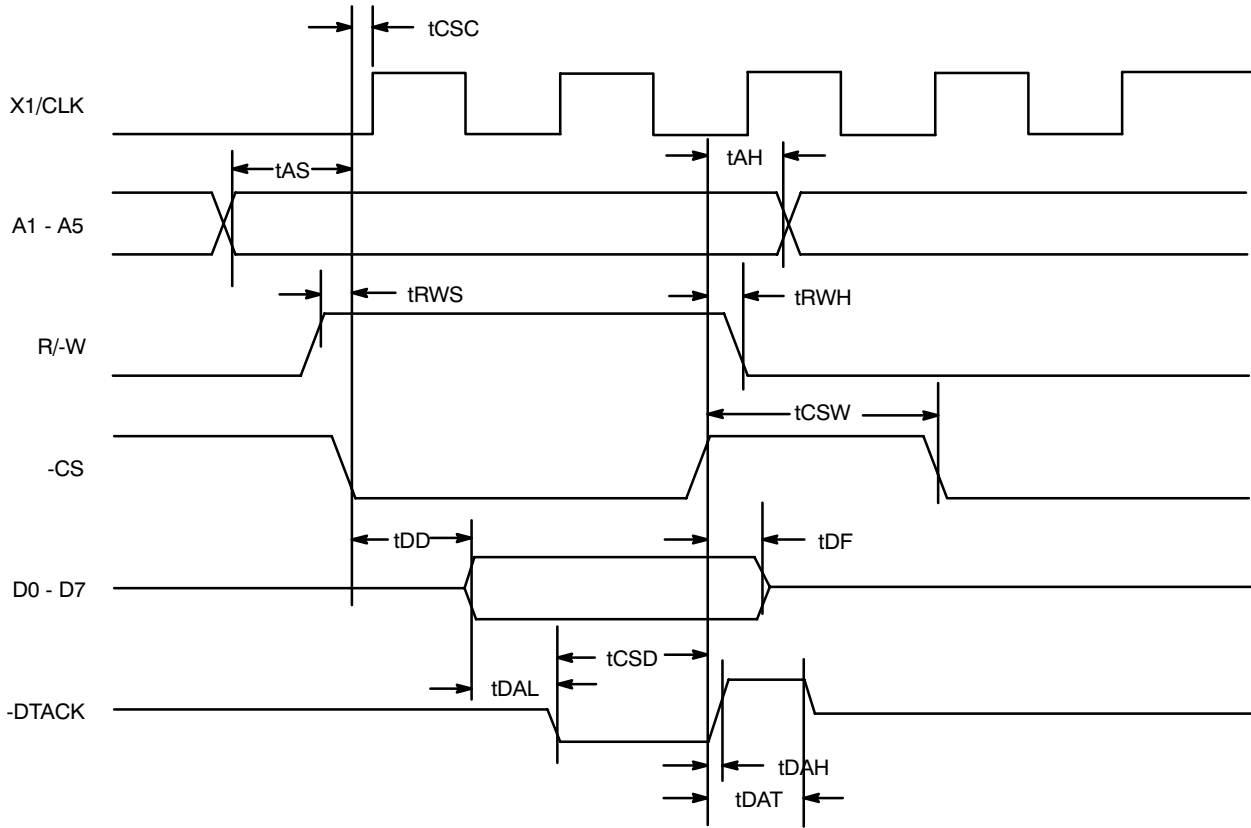 tCSC
X1/CLK
tAS
tAH
A1 - A5
tRWS
tRWH
R/-W
tCSW
-CS
tDD
tDF
D0 - D7
tCSD
tDAL
-DTACK
tDAH
tDAT